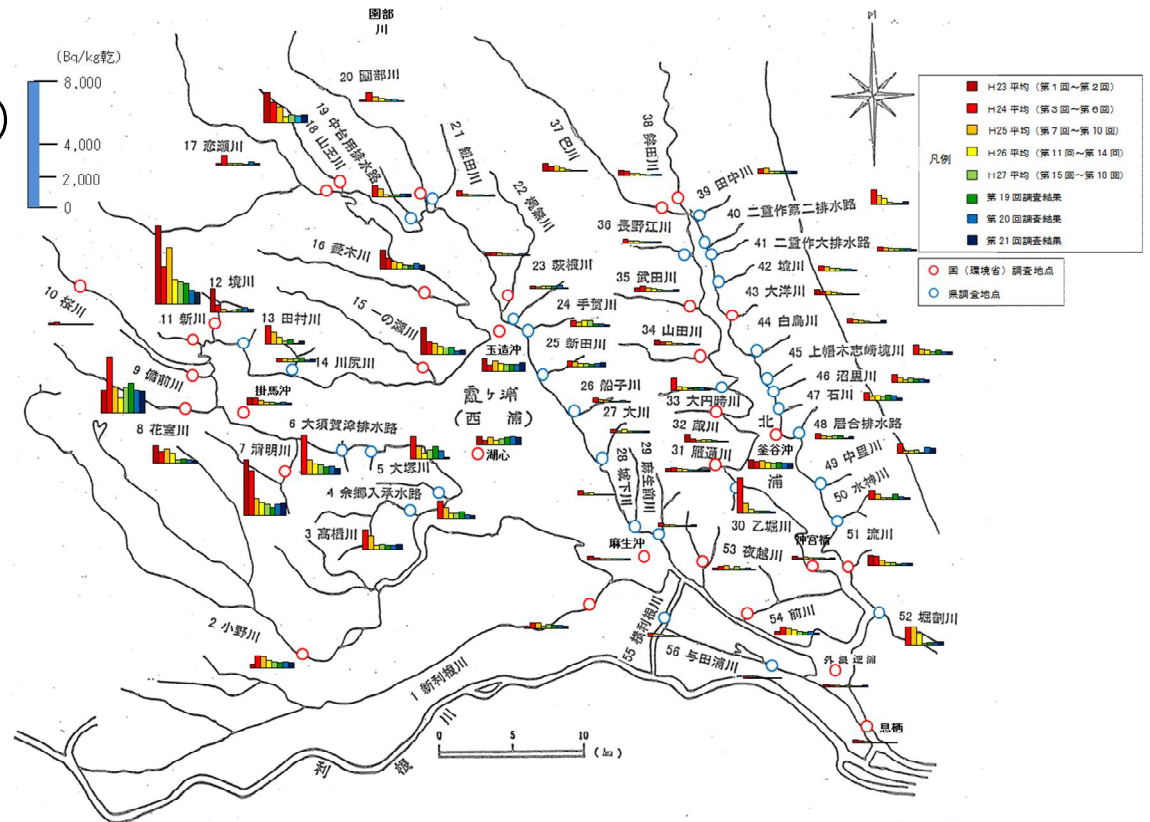 園部
川
(Bq/kg乾)
8,000
4,000
2,000
0
N
H23 平均 (第1回～第2回)
H24 平均 (第3回～第6回)
H25 平均 (第7回～第10回)
凡例
H26 平均 (第11回～第14回)
H27 平均 (第15回～第18回)
第19回調査結果
第20回調査結果
第21回調査結果
国(環境省)調査地点
県調査地点
20 園部川
19 中台用排水路
18 山王川
17 恋瀬川
21 鎌田川
22 梶無川
37 巴川
38 鉾田川
39 田中川
40 二重作第二排水路
36 長野江川
41 二重作大排水路
16 菱木川
23 荻根川
35 武田川
42 境川
43 大洋川
12 境川
15 一の瀬川
24 手賀川
44 白鳥川
10 桜川
11 新川
13 田村川
34 山田川
玉造沖
25 新田川
45 上幡木志崎境川
14 川尻川
46 沼里川
9 備前川
掛馬沖
霞ヶ浦
(西浦)
26 船子川
33 大円勝川
47 石川
27 大川
32 蔵川
北
48 居合排水路
8 花室川
6 大須賀津排水路
7 清明川
湖心
31 雁通川
釜谷沖
浦
49 中里川
5 大塚川
28 城下川
29 麻生前川
50 水神川
4 余郷入承水路
30 乙堀川
神宮橋
51 流川
3 高橋川
麻生沖
53 夜越川
2 小野川
54 前川
52 堀割川
55 横利根川
56 与田浦川
外浪逆浦
1 新利根川
息栖
0
5
10
(㎞)
利根川